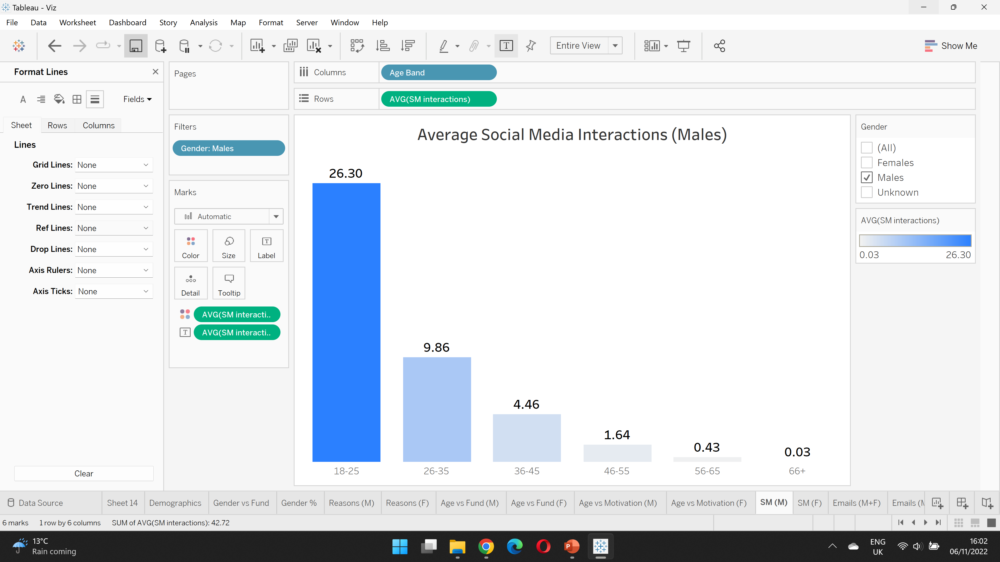 Tableau - Viz
File Data Worksheet Dashboard Story Analysis Map Format Server Window Help
Entire View
Show Me
Format Lines
Fields
Sheet Rows Columns
Lines
Grid Lines: None
Zero Lines: None
Trend Lines: None
Ref Lines: None
Drop Lines: None
Axis Rulers: None
Axis Ticks: None
Clear
Pages
Filters
Gender: Males
Marks
Automatic
Color Size Label
Detail Tooltip
AVG(SM interacti..
AVG(SM interacti..
Columns Age Band
Rows AVG(SM interactions)
Average Social Media Interactions (Males)
26.30
9.86
4.46
1.64
0.43
0.03
18-25 26-35 36-45 46-55 56-65 66+
Gender
(All)
Females
Males
Unknown
AVG(SM interactions)
0.03 26.30
Data Source Sheet 14 Demographics Gender vs Fund Gender % Reasons (M) Reasons (F) Age vs Fund (M) Age vs Fund (F) Age vs Motivation (M) Age vs Motivation (F) SM (M) SM (F) Emails (M+F) Emails (M
6 marks 1 row by 6 columns SUM of AVG(SM interactions): 42.72
13°C
Rain coming
ENG
UK
16:02
06/11/2022